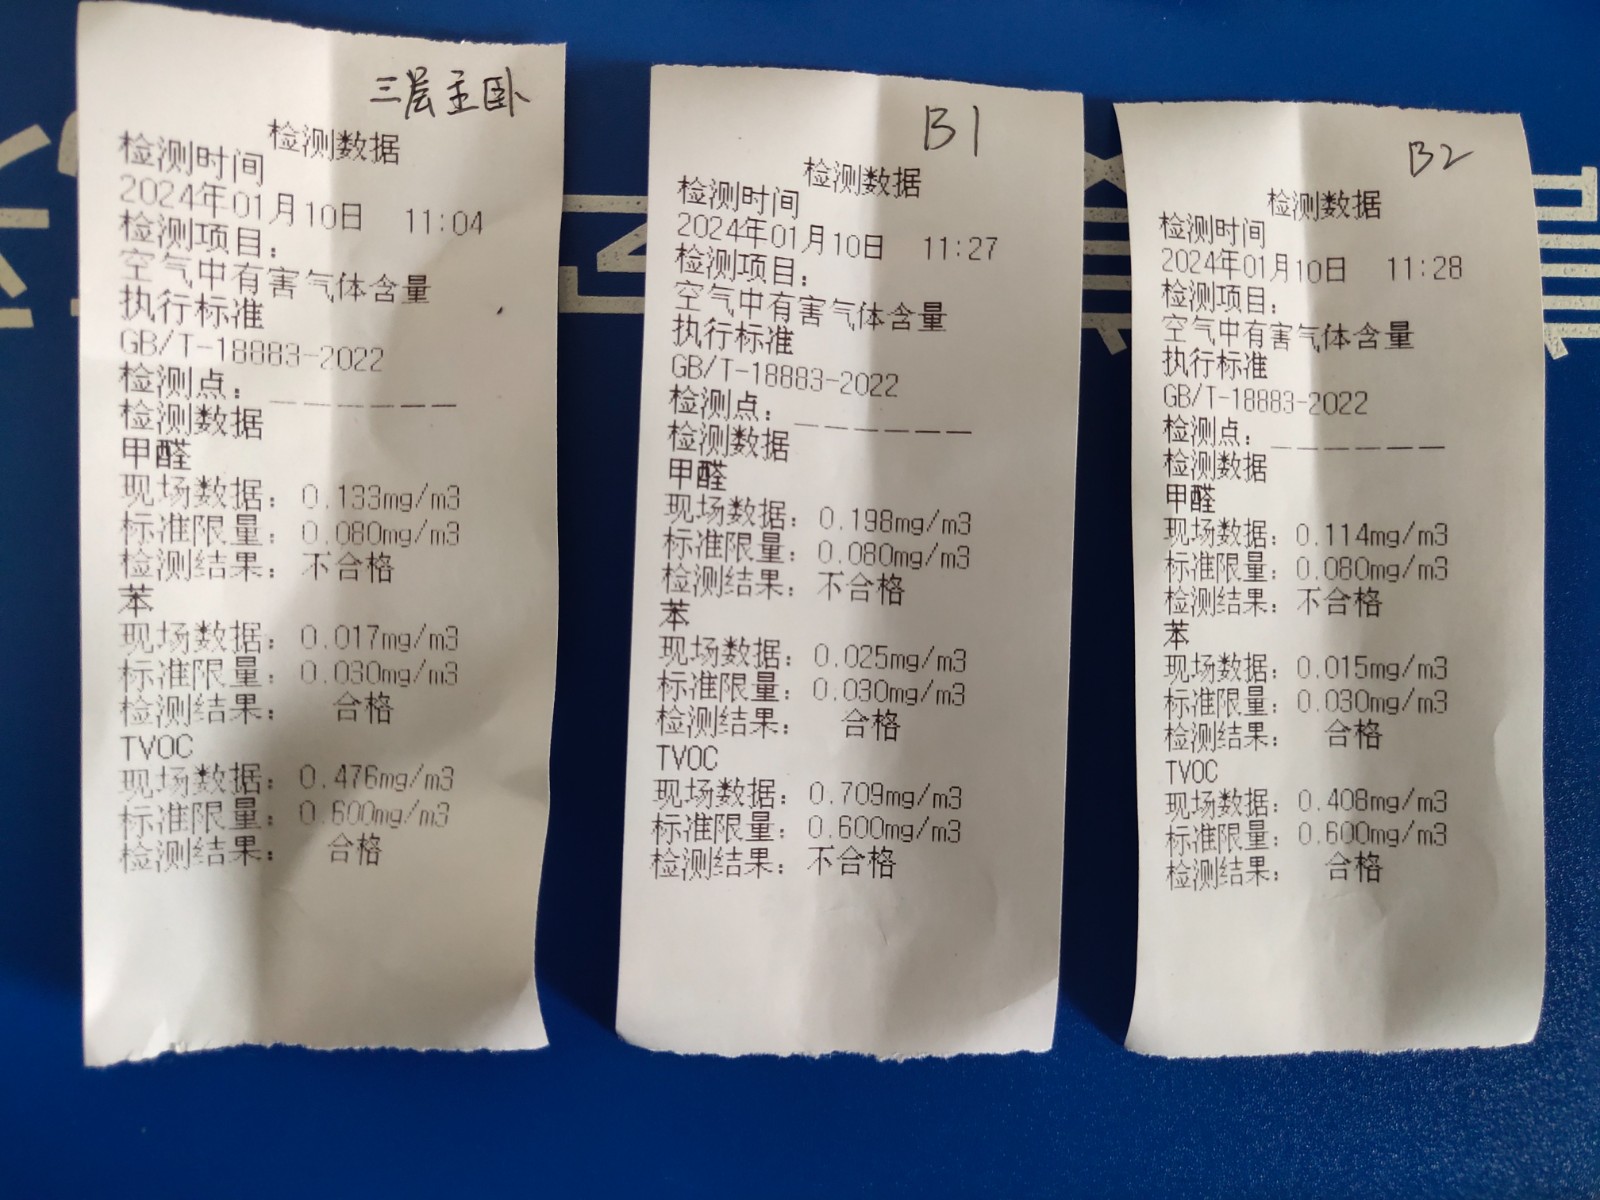 三层主卧
检测数据
检测时间
2024年01月10日 11:04
检测项目：
空气中有害气体含量
执行标准
GB/T-18883-2022
检测点：_______
检测数据
甲醛
现场数据：0.133mg/m3
标准限量：0.080mg/m3
检测结果：不合格
苯
现场数据：0.017mg/m3
标准限量：0.030mg/m3
检测结果：合格
TVOC
现场数据：0.476mg/m3
标准限量：0.600mg/m3
检测结果：合格
B1
检测数据
检测时间
2024年01月10日 11:27
检测项目：
空气中有害气体含量
执行标准
GB/T-18883-2022
检测点：______
检测数据
甲醛
现场数据：0.198mg/m3
标准限量：0.080mg/m3
检测结果：不合格
苯
现场数据：0.025mg/m3
标准限量：0.030mg/m3
检测结果：合格
TVOC
现场数据：0.709mg/m3
标准限量：0.600mg/m3
检测结果：不合格
B2
检测数据
检测时间
2024年01月10日 11:28
检测项目：
空气中有害气体含量
执行标准
GB/T-18883-2022
检测点：______
检测数据
甲醛
现场数据：0.114mg/m3
标准限量：0.080mg/m3
检测结果：不合格
苯
现场数据：0.015mg/m3
标准限量：0.030mg/m3
检测结果：合格
TVOC
现场数据：0.408mg/m3
标准限量：0.600mg/m3
检测结果：合格